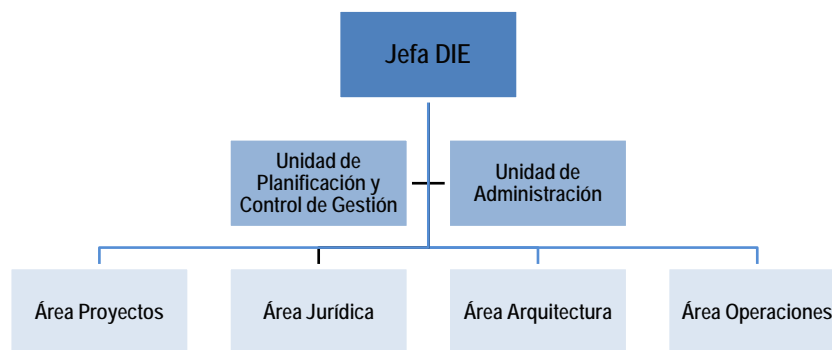 Jefa DIE
Unidad de
Planificación y
Control de Gestión
Unidad de
Administración
Área Proyectos
Área Jurídica
Área Arquitectura
Área Operaciones